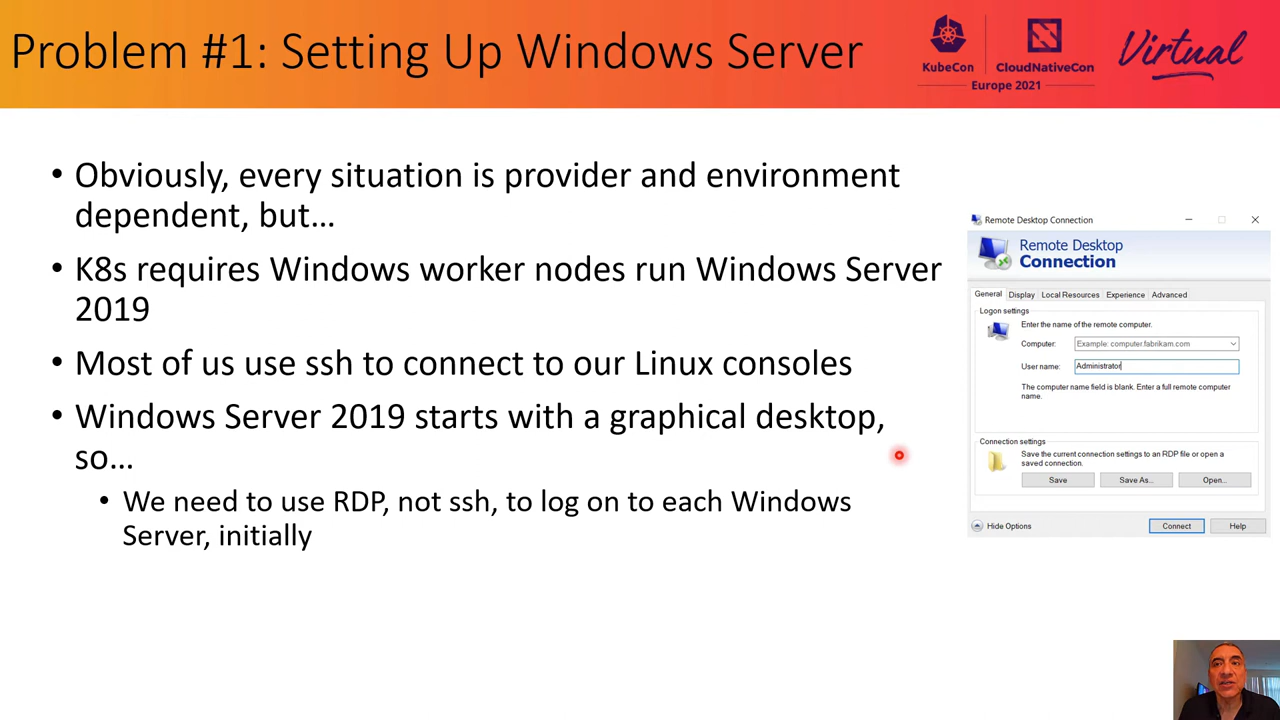 Problem #1: Setting Up Windows Server
KubeCon
CloudNativeCon
Europe 2021
Virtual
• Obviously, every situation is provider and environment
dependent, but…
• K8s requires Windows worker nodes run Windows Server
2019
• Most of us use ssh to connect to our Linux consoles
• Windows Server 2019 starts with a graphical desktop,
so…
• We need to use RDP, not ssh, to log on to each Windows
Server, initially
Remote Desktop Connection
Remote Desktop
Connection
General Display Local Resources Experience Advanced
Logon settings
Enter the name of the remote computer.
Computer: Example: computer.fabrikam.com
User name: Administrator
The computer name field is blank. Enter a full remote computer
name.
Connection settings
Save the current connection settings to an RDP file or open a
saved connection.
Save Save As... Open...
Hide Options Connect Help